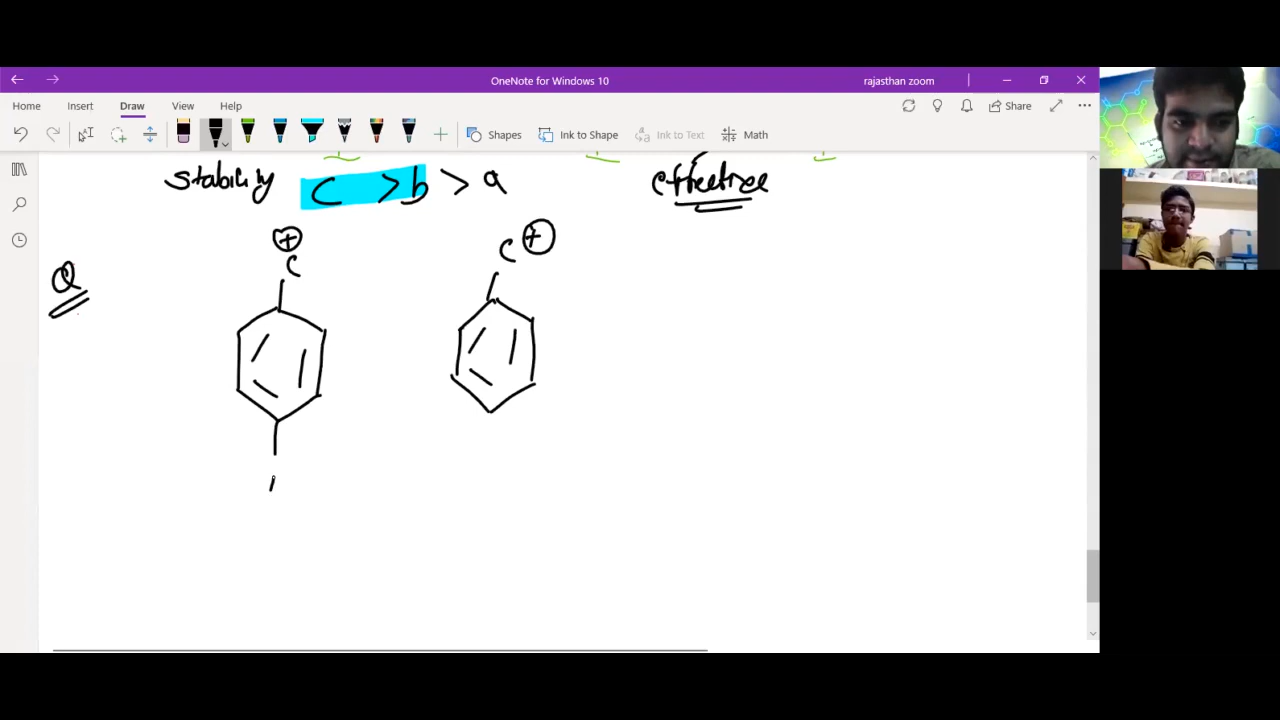 OneNote for Windows 10
rajasthan zoom
Home Insert Draw View Help
Share
Shapes Ink to Shape Ink to Text Math
Stability C > b > a
+ +
C C
Q